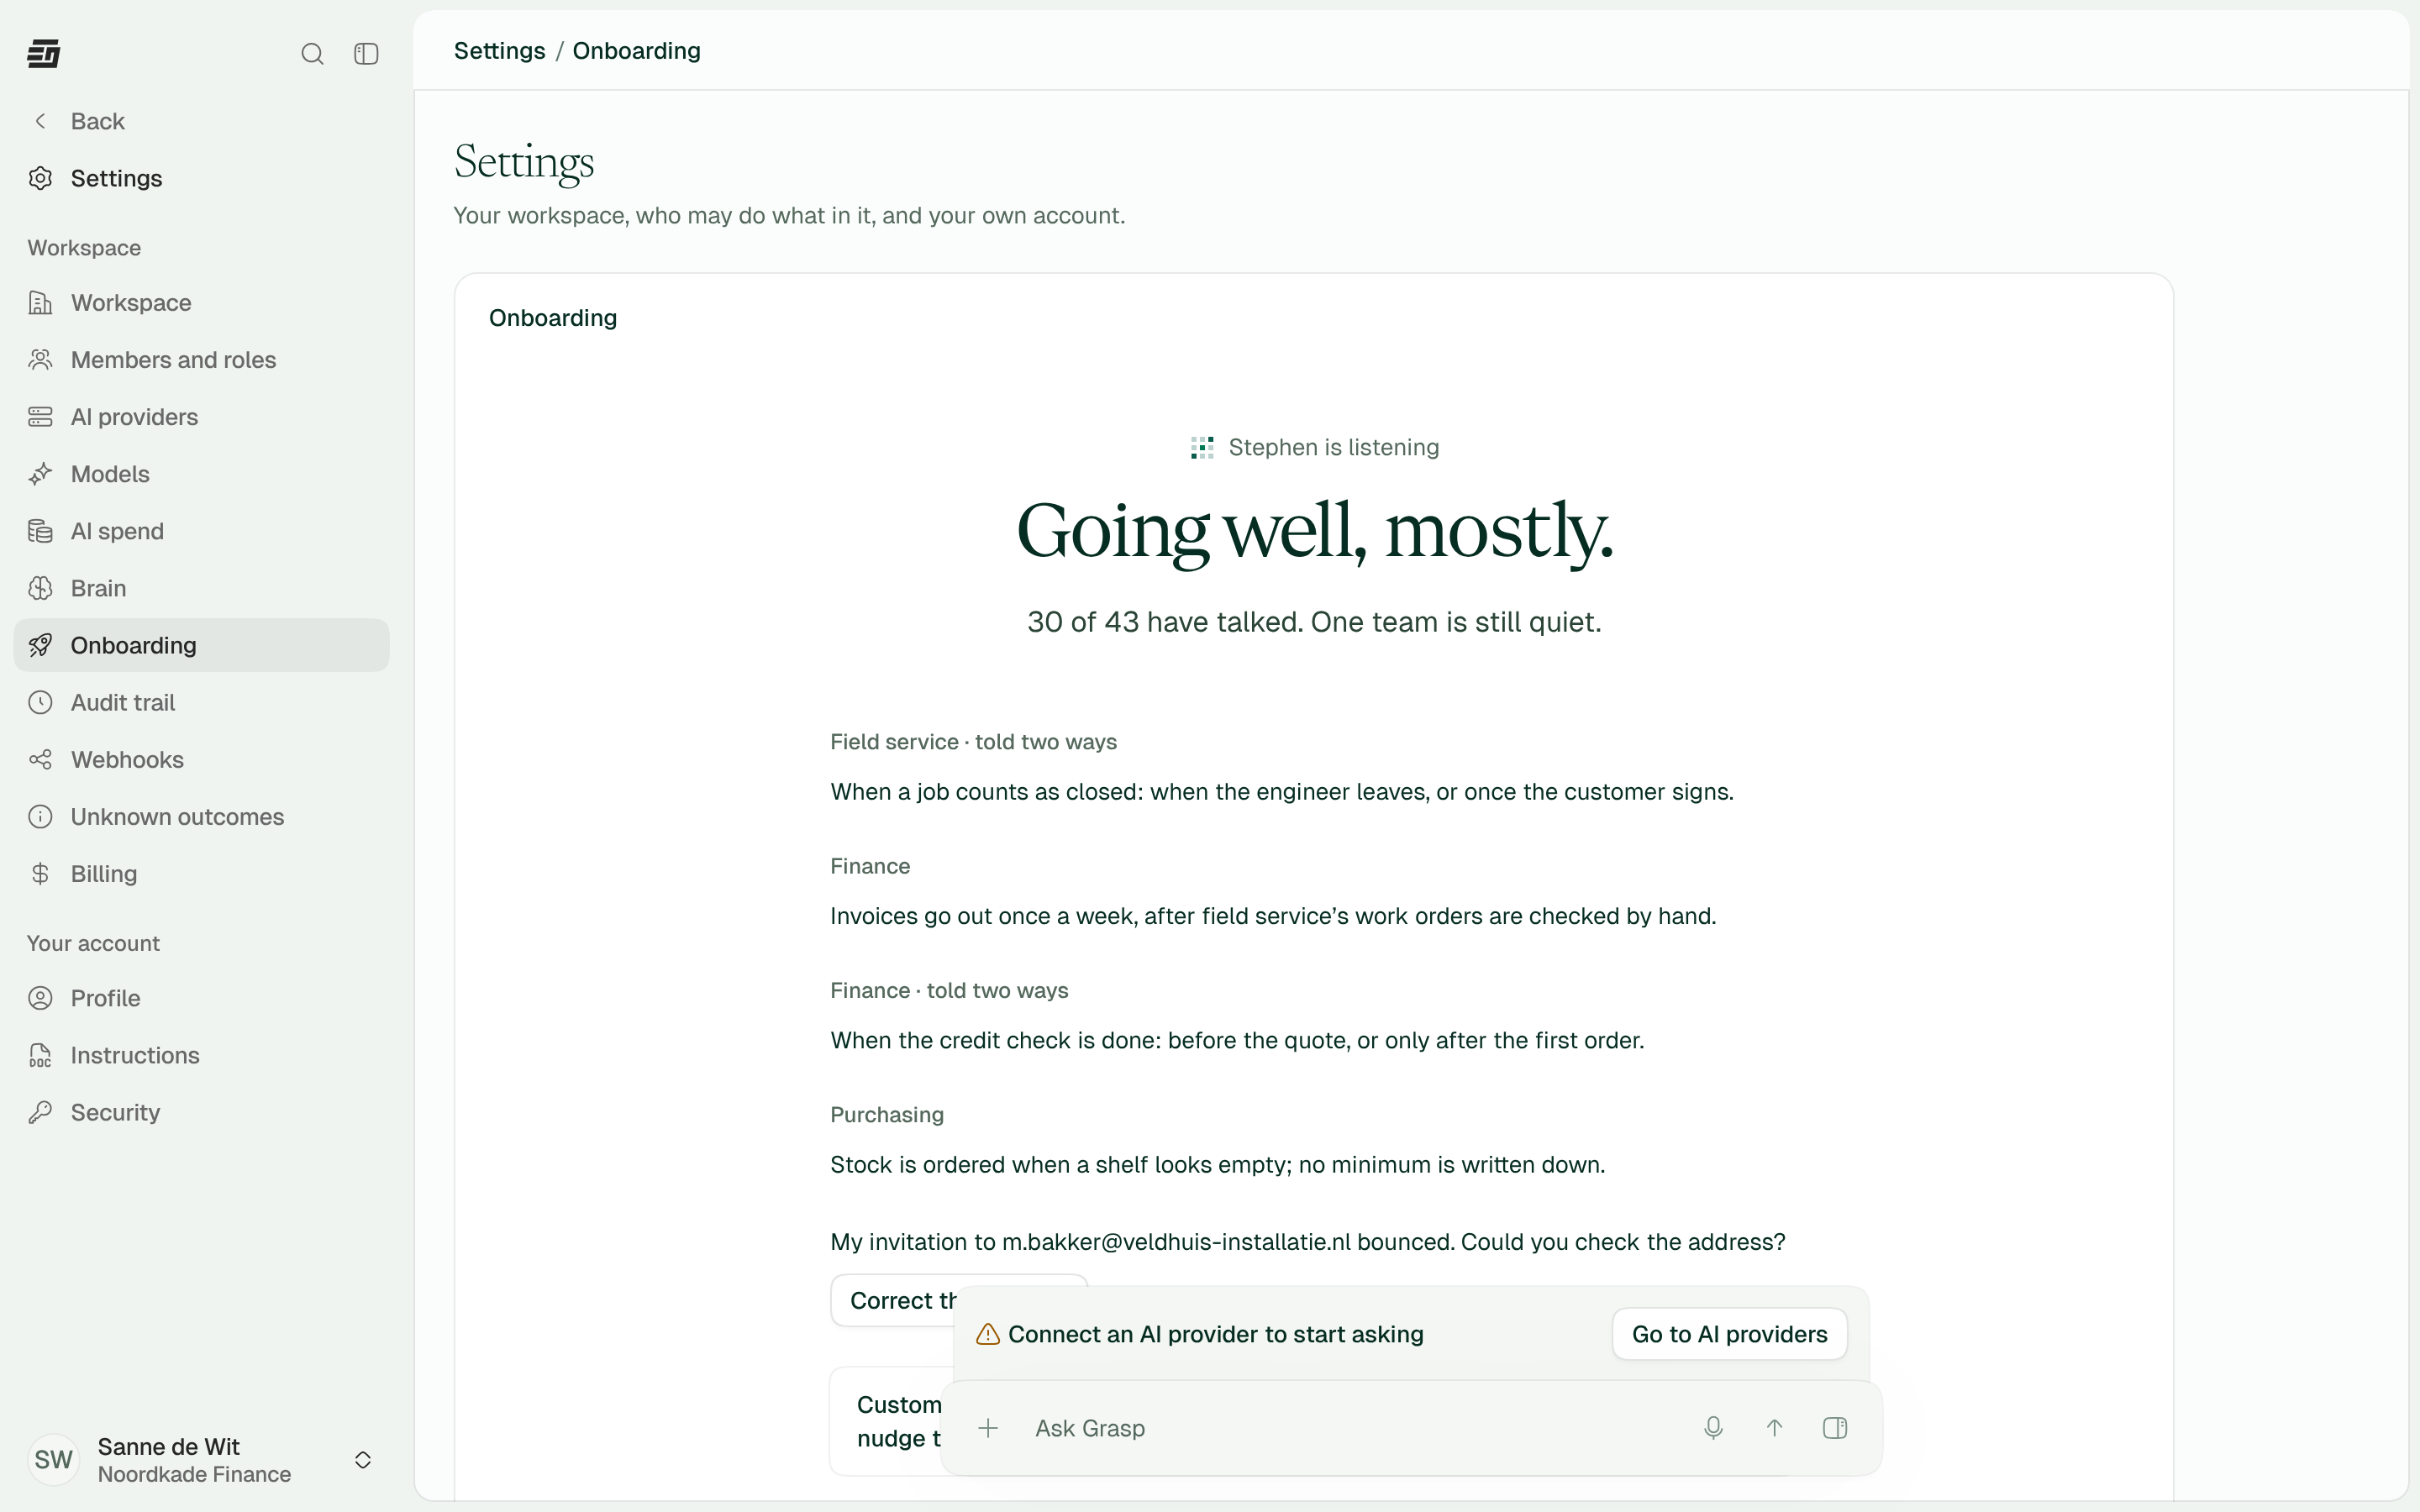 Back
Settings
Workspace
Workspace
Members and roles
AI providers
Models
AI spend
Brain
Onboarding
Audit trail
Webhooks
Unknown outcomes
Billing
Your account
Profile
Instructions
Security
SW
Sanne de Wit
Noordkade Finance
Settings / Onboarding
Settings
Your workspace, who may do what in it, and your own account.
Onboarding
Stephen is listening
Going well, mostly.
30 of 43 have talked. One team is still quiet.
Field service · told two ways
When a job counts as closed: when the engineer leaves, or once the customer signs.
Finance
Invoices go out once a week, after field service’s work orders are checked by hand.
Finance · told two ways
When the credit check is done: before the quote, or only after the first order.
Purchasing
Stock is ordered when a shelf looks empty; no minimum is written down.
My invitation to m.bakker@veldhuis-installatie.nl bounced. Could you check the address?
Correct
Connect an AI provider to start asking
Go to AI providers
Custom
nudge
Ask Grasp